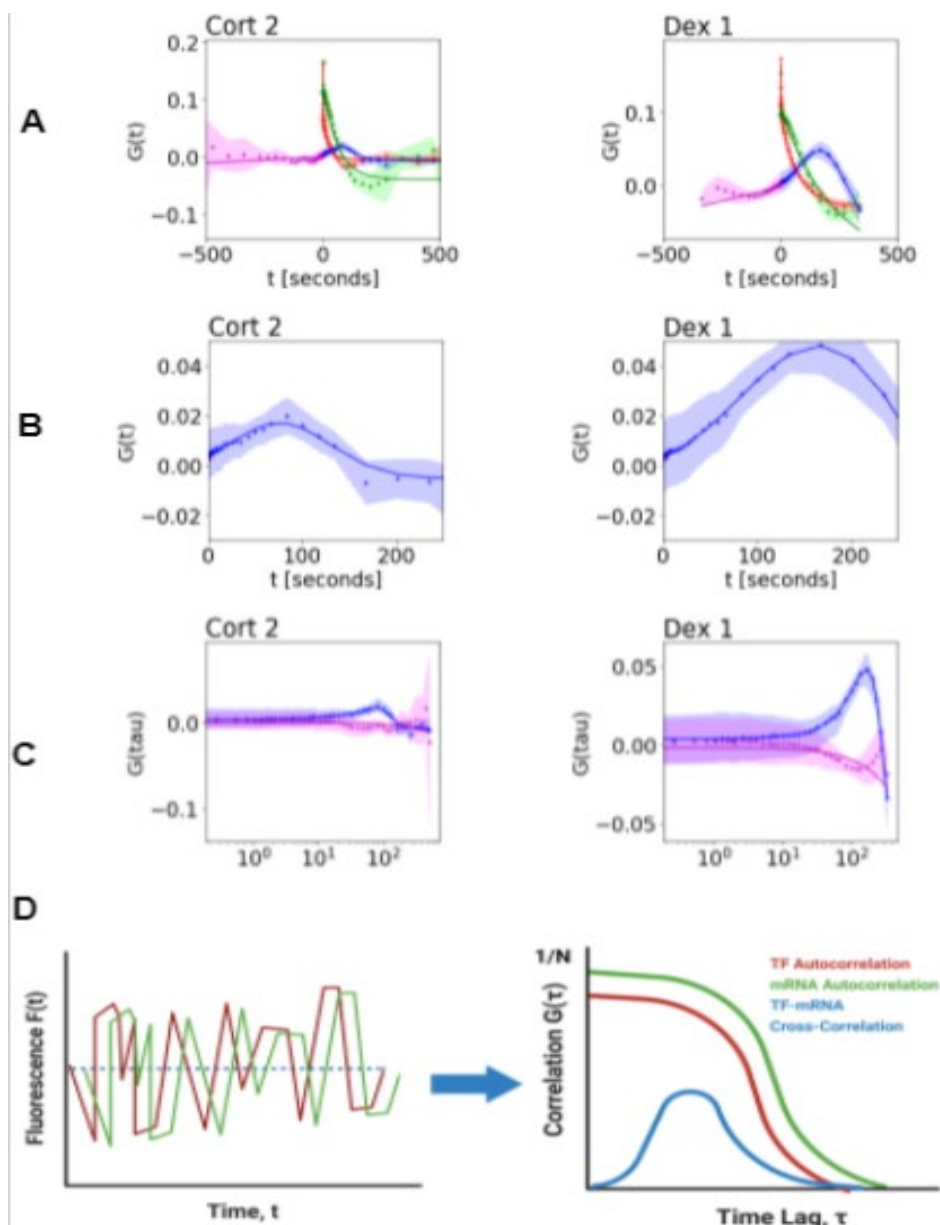 A
Cort 2
G(t)
0.2
0.1
0.0
−0.1
−500
0
500
t [seconds]
Dex 1
G(t)
0.1
0.0
−500
0
500
t [seconds]
B
Cort 2
G(t)
0.04
0.02
0.00
−0.02
0
100
200
t [seconds]
Dex 1
G(t)
0.04
0.02
0.00
−0.02
0
100
200
t [seconds]
C
Cort 2
G(tau)
0.0
−0.1
10⁰
10¹
10²
Dex 1
G(tau)
0.05
0.00
−0.05
10⁰
10¹
10²
D
Fluorescence F(t)
Time, t
1/N
Correlation G(τ)
TF Autocorrelation
mRNA Autocorrelation
TF-mRNA
Cross-Correlation
Time Lag, τ